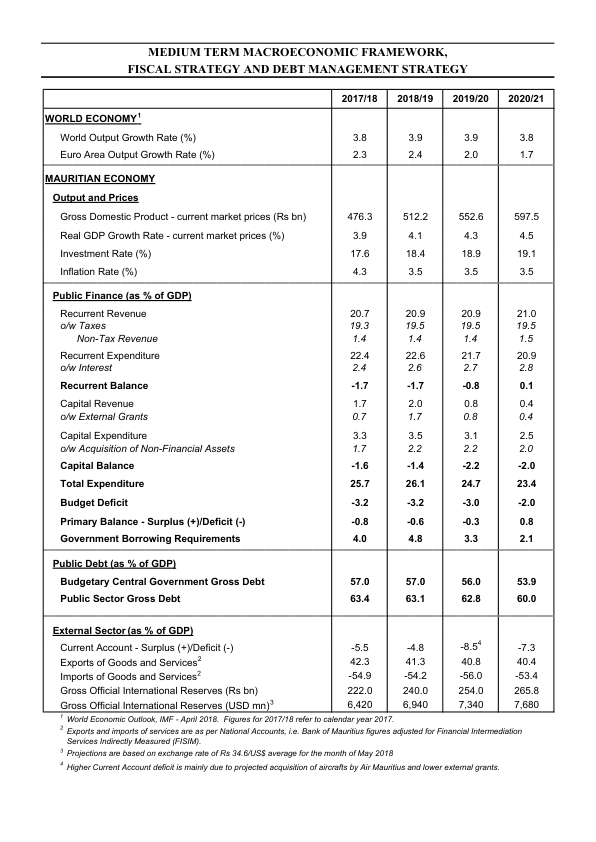 MEDIUM TERM MACROECONOMIC FRAMEWORK,
FISCAL STRATEGY AND DEBT MANAGEMENT STRATEGY
2017/18 2018/19 2019/20 2020/21
WORLD ECONOMY1
World Output Growth Rate (%) 3.8 3.9 3.9 3.8
Euro Area Output Growth Rate (%) 2.3 2.4 2.0 1.7
MAURITIAN ECONOMY
Output and Prices
Gross Domestic Product - current market prices (Rs bn) 476.3 512.2 552.6 597.5
Real GDP Growth Rate - current market prices (%) 3.9 4.1 4.3 4.5
Investment Rate (%) 17.6 18.4 18.9 19.1
Inflation Rate (%) 4.3 3.5 3.5 3.5
Public Finance (as % of GDP)
Recurrent Revenue 20.7 20.9 20.9 21.0
o/w Taxes 19.3 19.5 19.5 19.5
Non-Tax Revenue 1.4 1.4 1.4 1.5
Recurrent Expenditure 22.4 22.6 21.7 20.9
o/w Interest 2.4 2.6 2.7 2.8
Recurrent Balance -1.7 -1.7 -0.8 0.1
Capital Revenue 1.7 2.0 0.8 0.4
o/w External Grants 0.7 1.7 0.8 0.4
Capital Expenditure 3.3 3.5 3.1 2.5
o/w Acquisition of Non-Financial Assets 1.7 2.2 2.2 2.0
Capital Balance -1.6 -1.4 -2.2 -2.0
Total Expenditure 25.7 26.1 24.7 23.4
Budget Deficit -3.2 -3.2 -3.0 -2.0
Primary Balance - Surplus (+)/Deficit (-) -0.8 -0.6 -0.3 0.8
Government Borrowing Requirements 4.0 4.8 3.3 2.1
Public Debt (as % of GDP)
Budgetary Central Government Gross Debt 57.0 57.0 56.0 53.9
Public Sector Gross Debt 63.4 63.1 62.8 60.0
External Sector (as % of GDP)
Current Account - Surplus (+)/Deficit (-) -5.5 -4.8 -8.54 -7.3
Exports of Goods and Services2 42.3 41.3 40.8 40.4
Imports of Goods and Services2 -54.9 -54.2 -56.0 -53.4
Gross Official International Reserves (Rs bn) 222.0 240.0 254.0 265.8
Gross Official International Reserves (USD mn)3 6,420 6,940 7,340 7,680
1 World Economic Outlook, IMF - April 2018. Figures for 2017/18 refer to calendar year 2017.
2 Exports and imports of services are as per National Accounts, i.e. Bank of Mauritius figures adjusted for Financial Intermediation
Services Indirectly Measured (FISIM).
3 Projections are based on exchange rate of Rs 34.6/US$ average for the month of May 2018
4 Higher Current Account deficit is mainly due to projected acquisition of aircrafts by Air Mauritius and lower external grants.